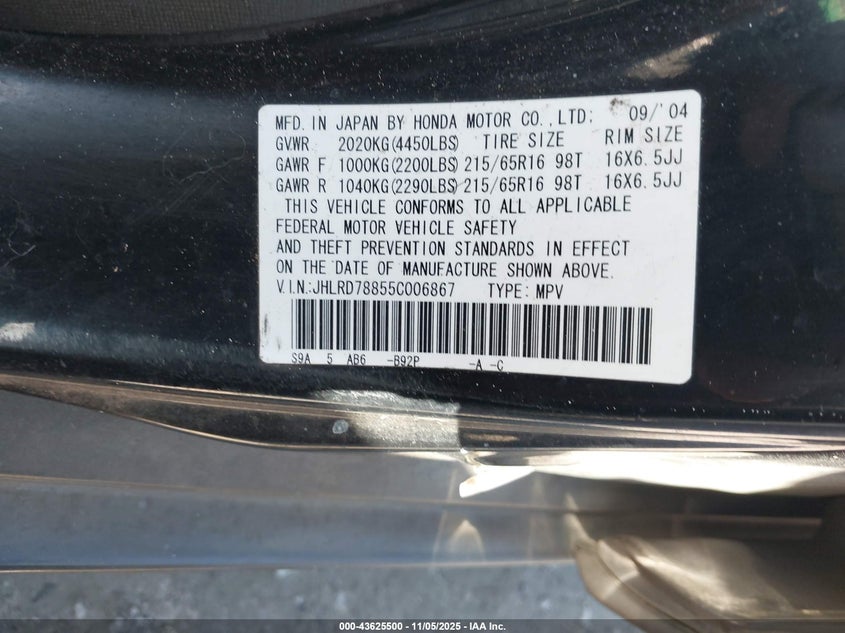 MFD. IN JAPAN BY HONDA MOTOR CO.,LTD: 09/'04
GVWR 2020KG(4450LBS) TIRE SIZE RIM SIZE
GAWR F 1000KG(2200LBS) 215/65R16 98T 16X6.5JJ
GAWR R 1040KG(2290LBS) 215/65R16 98T 16X6.5JJ
THIS VEHICLE CONFORMS TO ALL APPLICABLE
FEDERAL MOTOR VEHICLE SAFETY
AND THEFT PREVENTION STANDARDS IN EFFECT
ON THE DATE OF MANUFACTURE SHOWN ABOVE.
V.I.N:JHLRD78855C006867 TYPE: MPV
S9A 5 AB6 -B92P -A -C
000-43625500 - 11/05/2025 - IAA Inc.